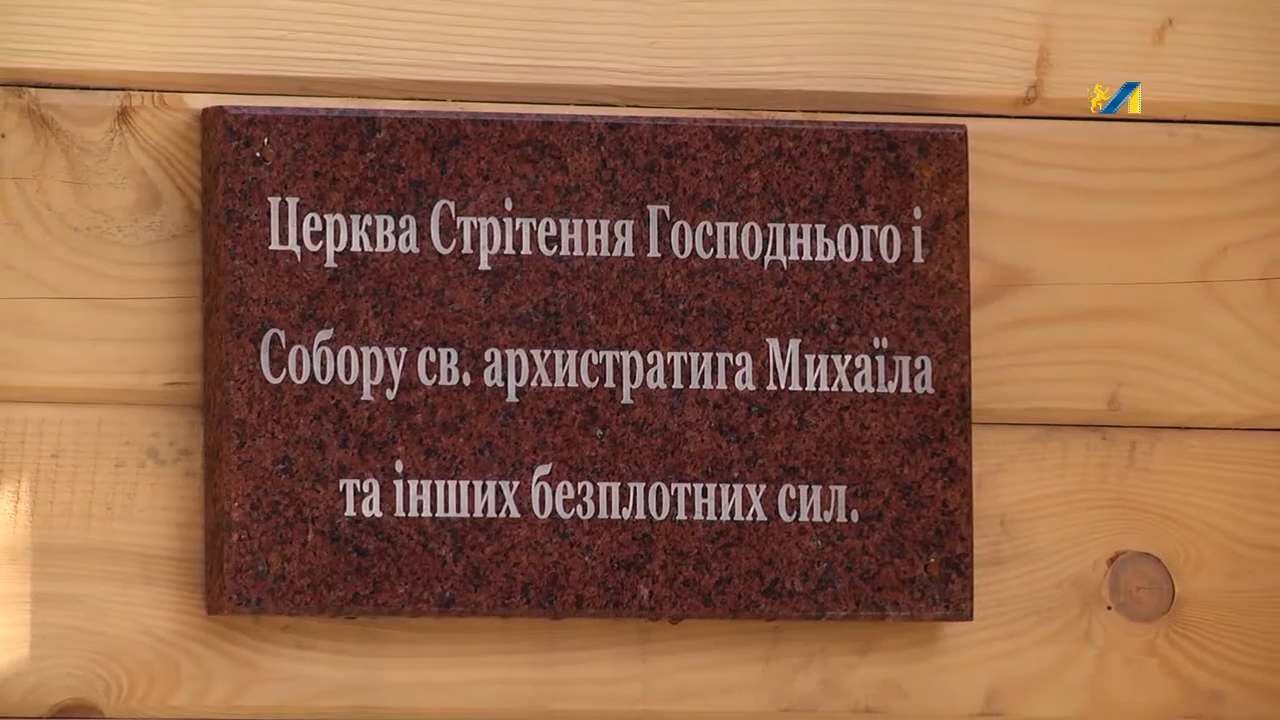 Церква Стрітення Господнього і
Собору св. архистратига Михаїла
та інших безплотних сил.